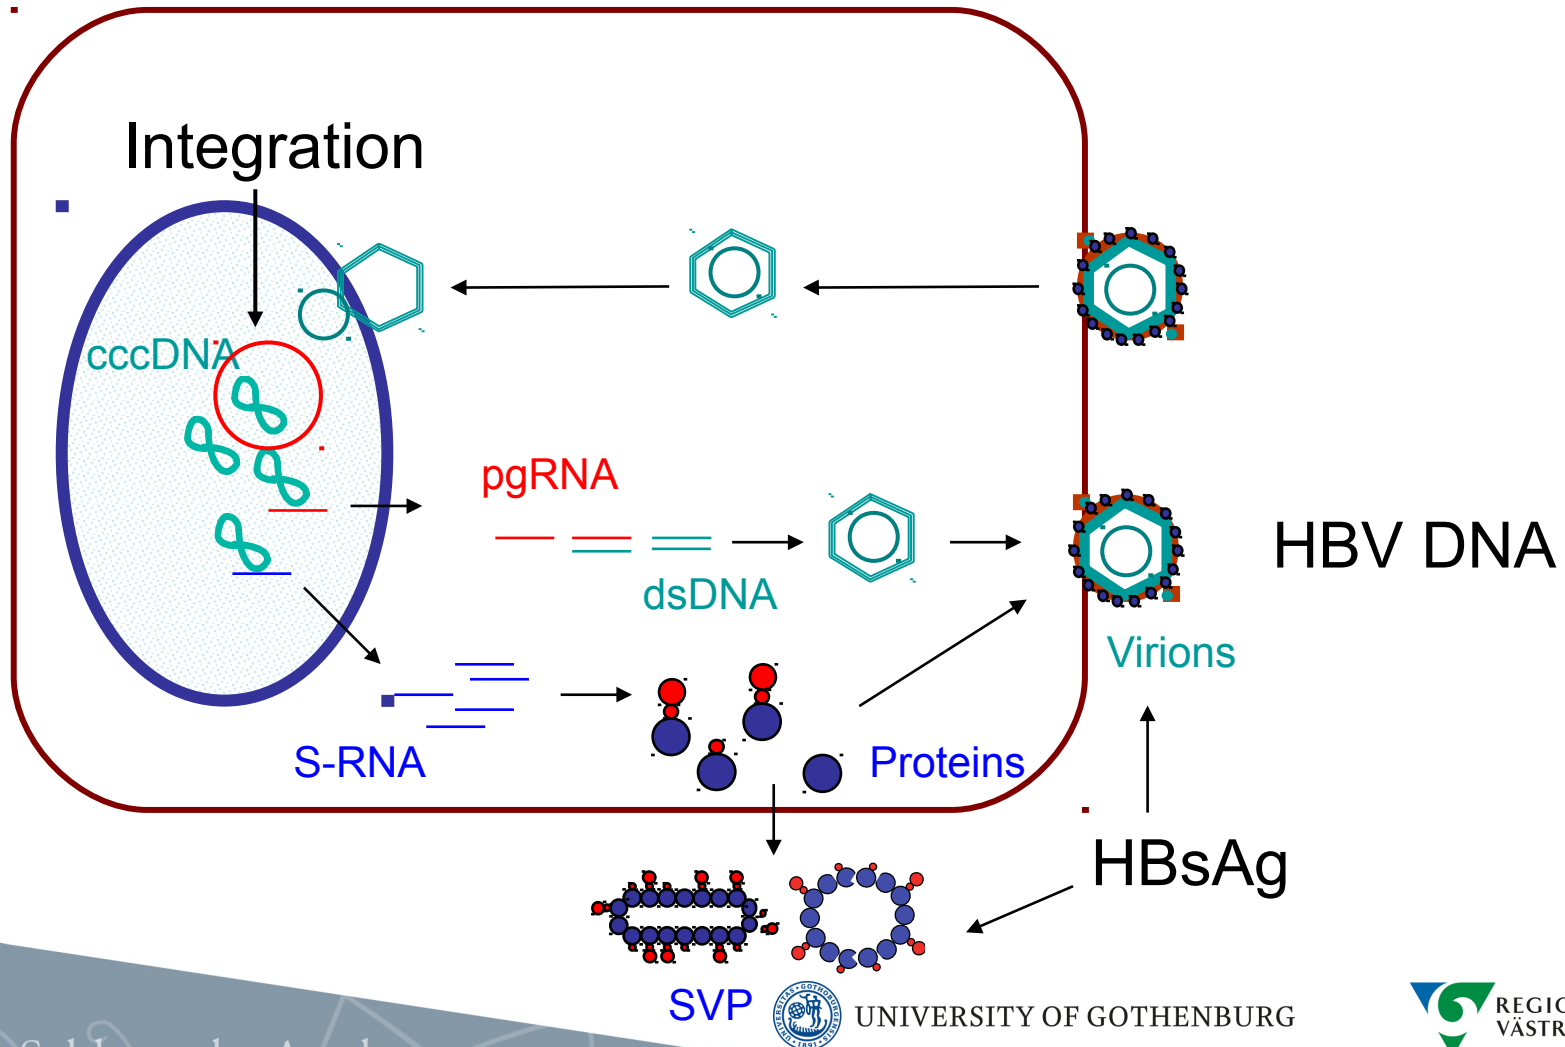 Integration
cccDNA
pgRNA
dsDNA
HBV DNA
Virions
S-RNA
Proteins
HBsAg
SVP
UNIVERSITY OF GOTHENBURG